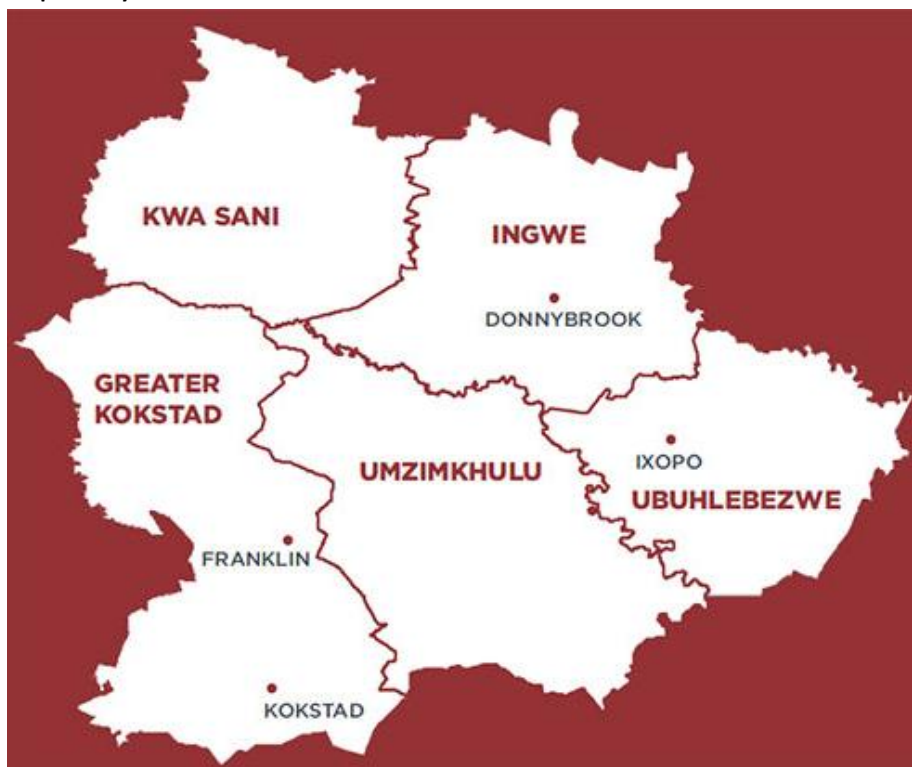 KWA SANI
INGWE
DONNYBROOK
GREATER
KOKSTAD
UMZIMKHULU
IXOPO
UBUHLEBEZWE
FRANKLIN
KOKSTAD